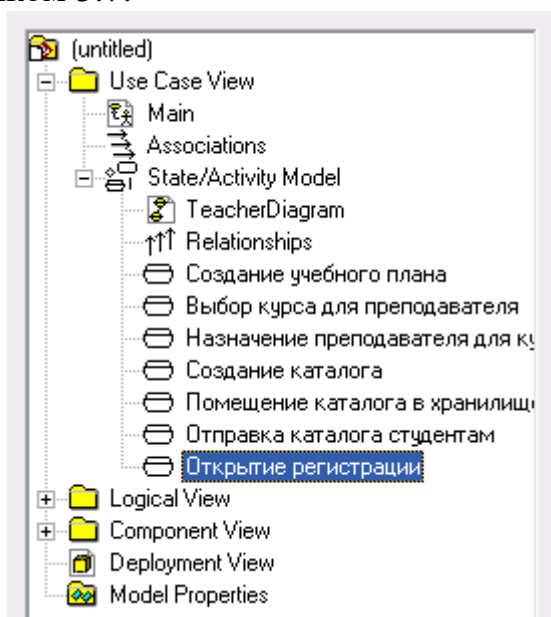 (untitled)
Use Case View
Main
Associations
State/Activity Model
TeacherDiagram
Relationships
Создание учебного плана
Выбор курса для преподавателя
Назначение преподавателя для
Создание каталога
Помещение каталога в
Отправка каталога студентам
Открытие регистрации
Logical View
Component View
Deployment View
Model Properties